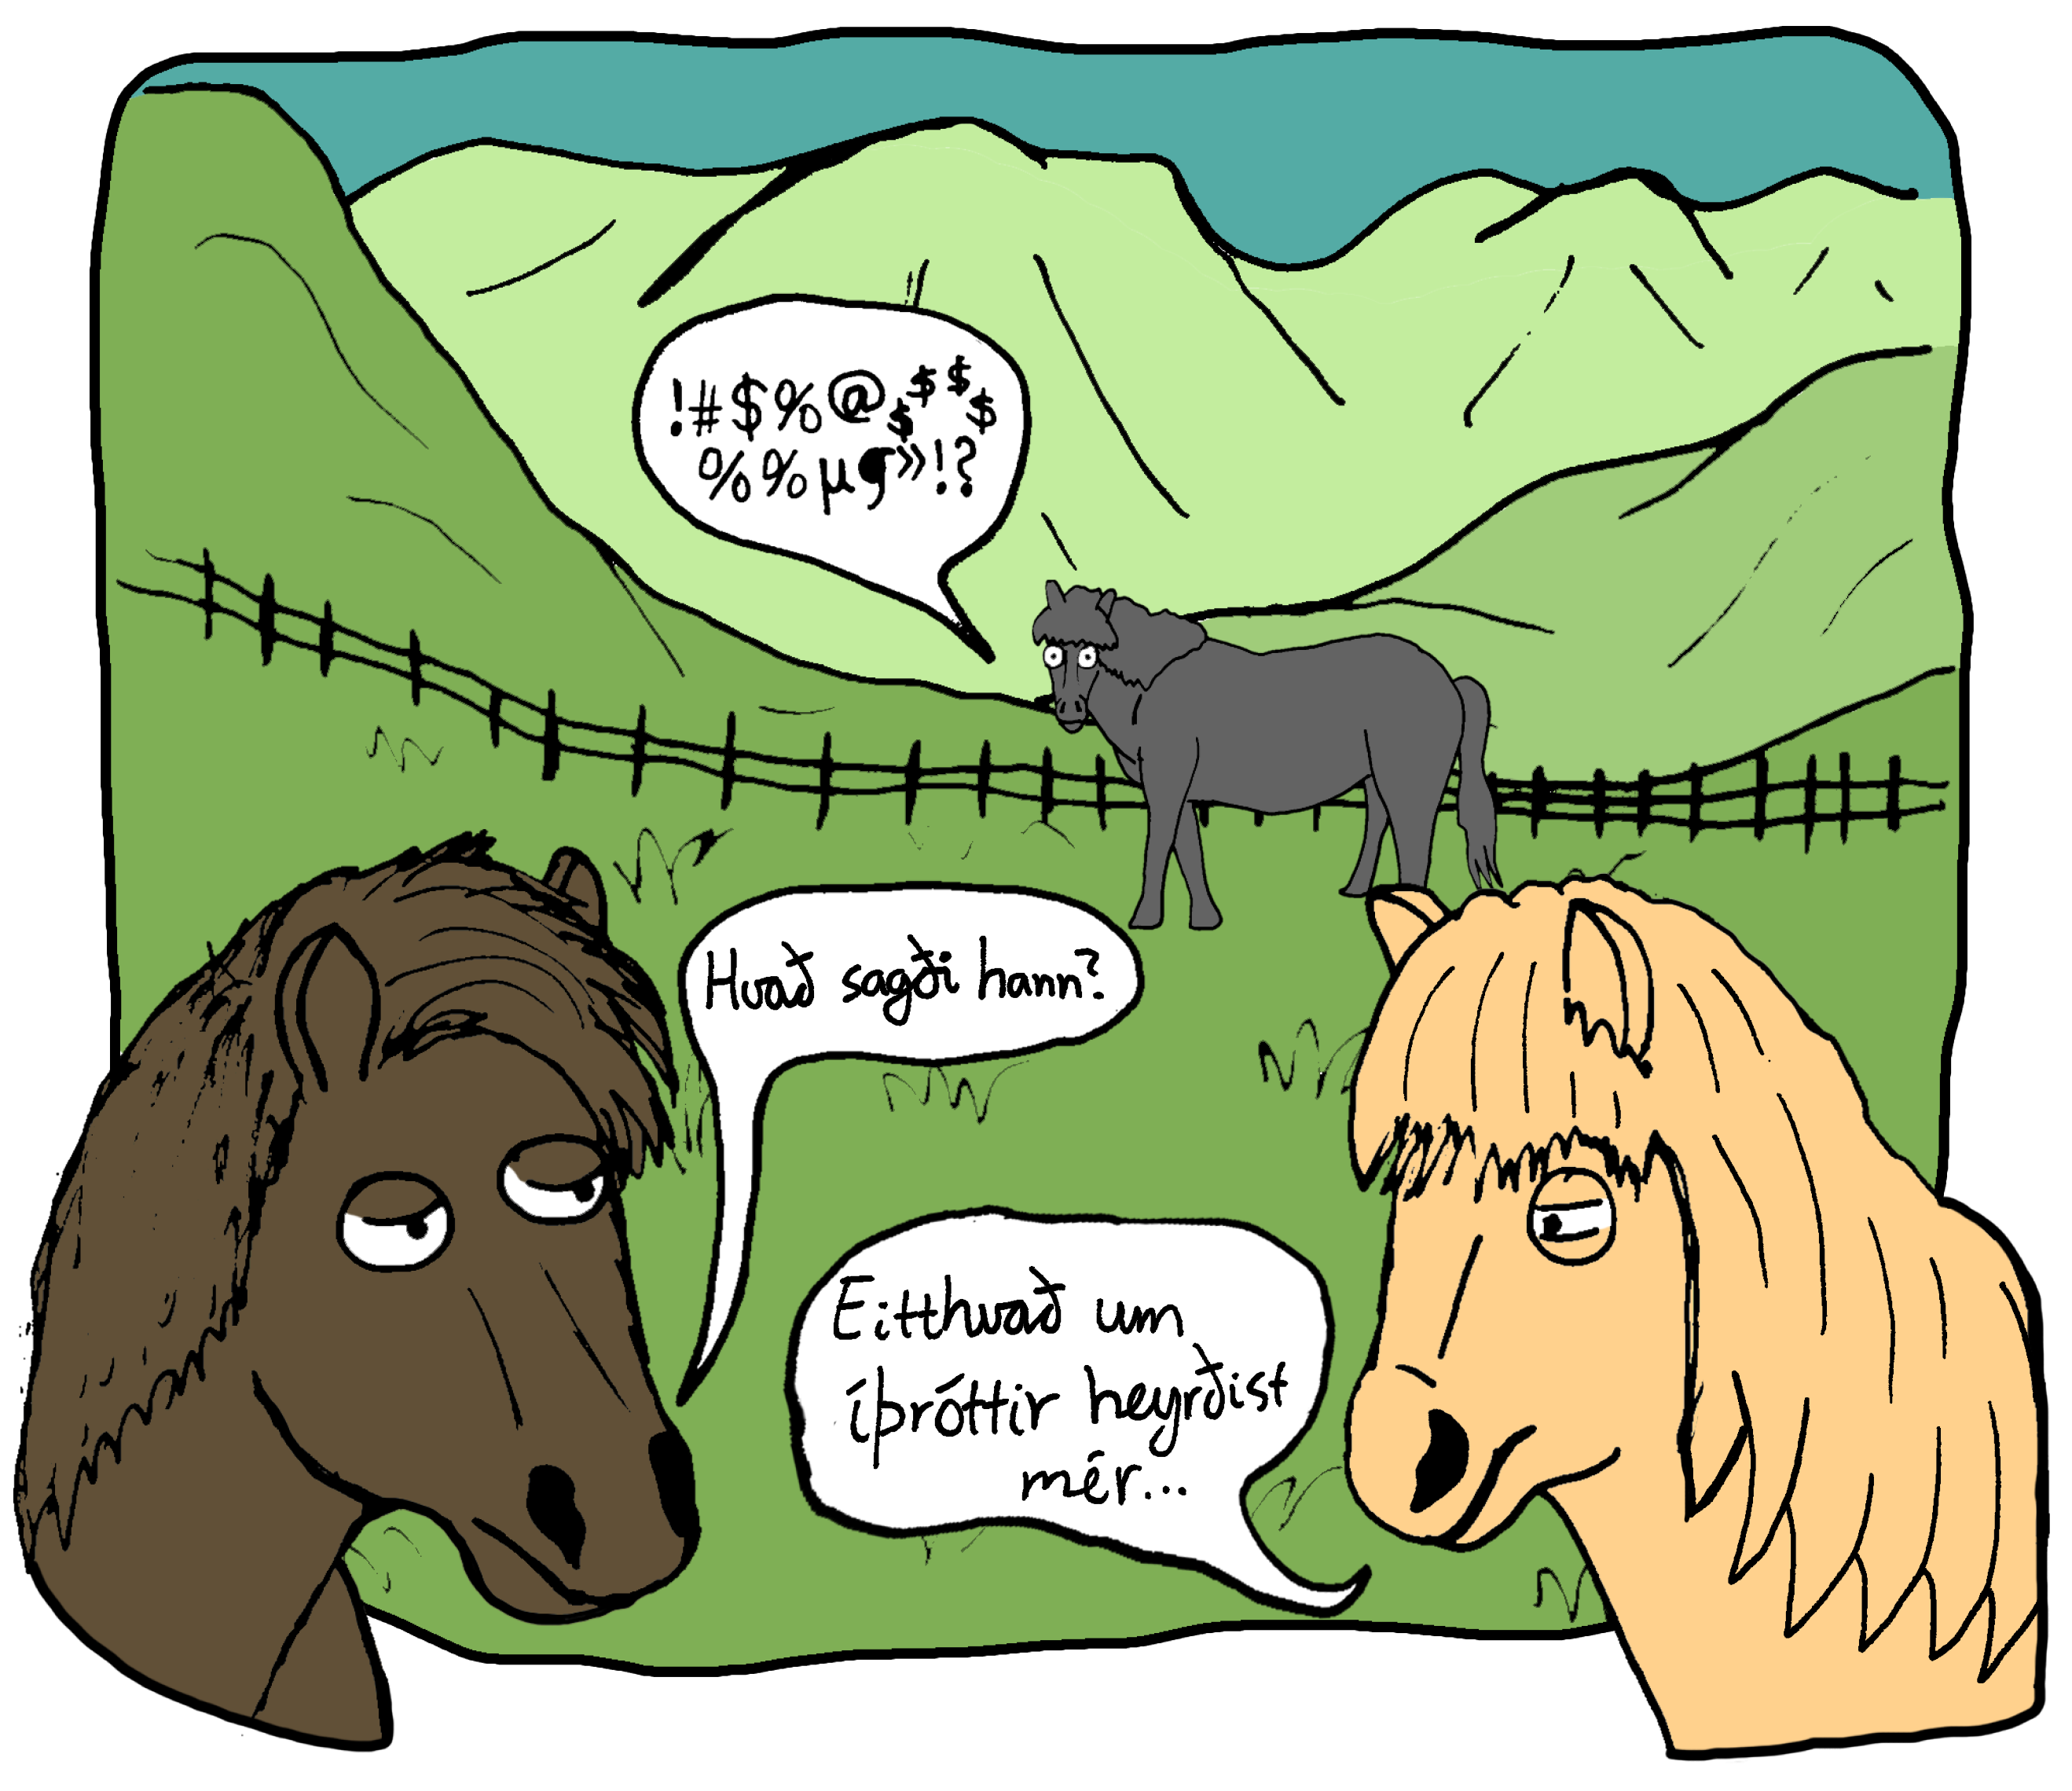 !#$%@$$$$
%%µ¶»!?
Hvað sagði hann?
Eitthvað um
íþróttir heyrðist
mér...